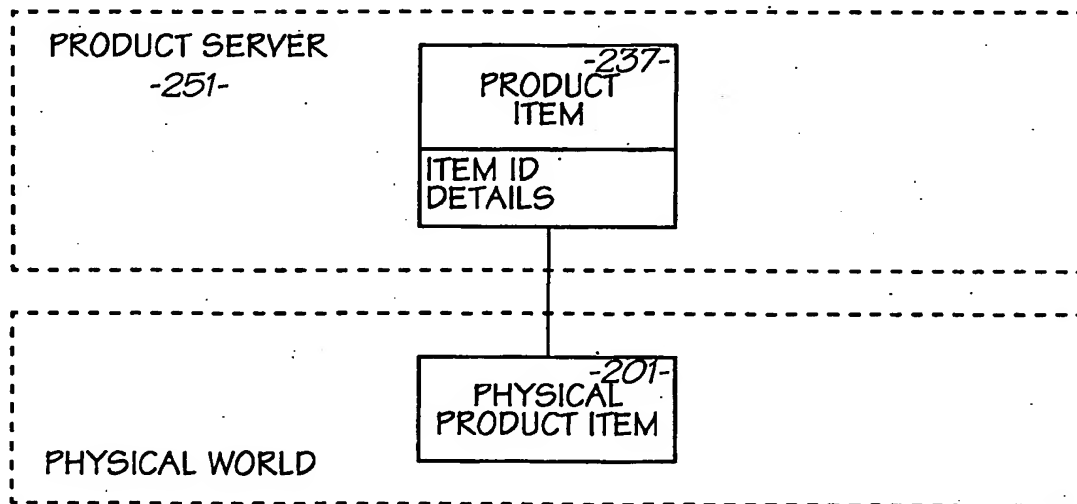 PRODUCT SERVER
-251-
-237-
PRODUCT
ITEM
ITEM ID
DETAILS
-201-
PHYSICAL
PRODUCT ITEM
PHYSICAL WORLD